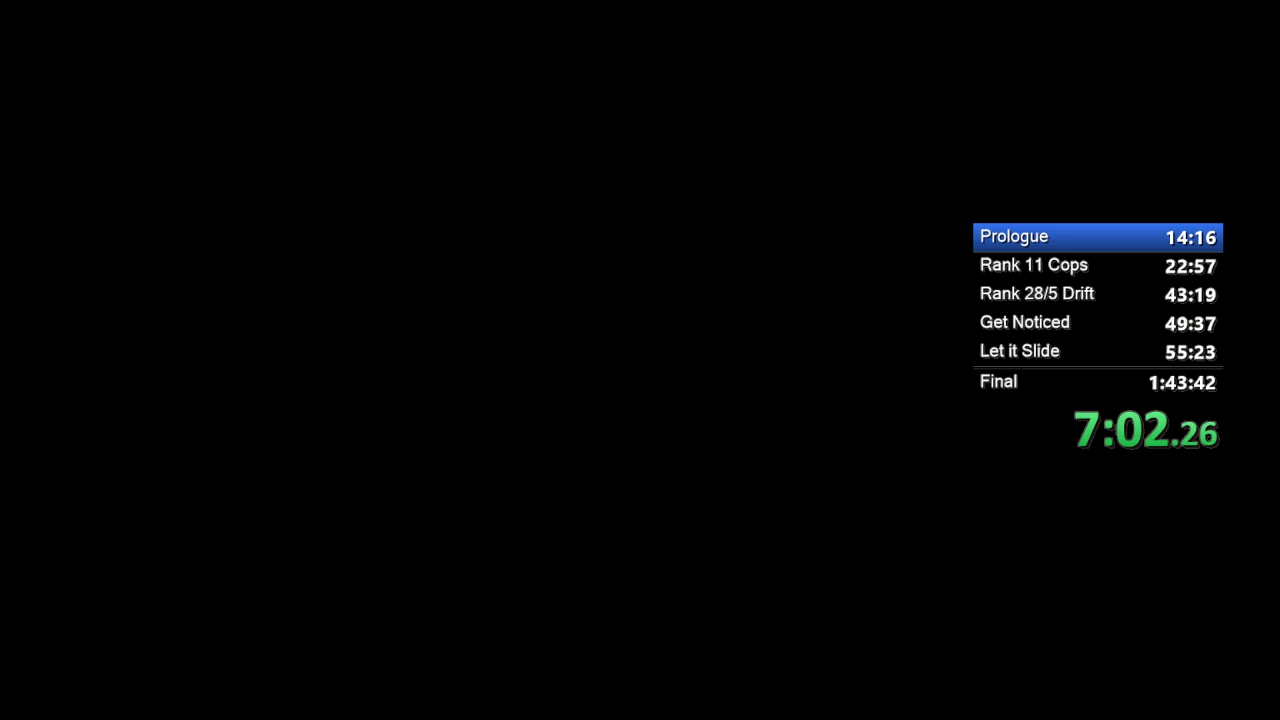 Prologue 14:16
Rank 11 Cops 22:57
Rank 28/5 Drift 43:19
Get Noticed 49:37
Let it Slide 55:23
Final 1:43:42
7:02.26